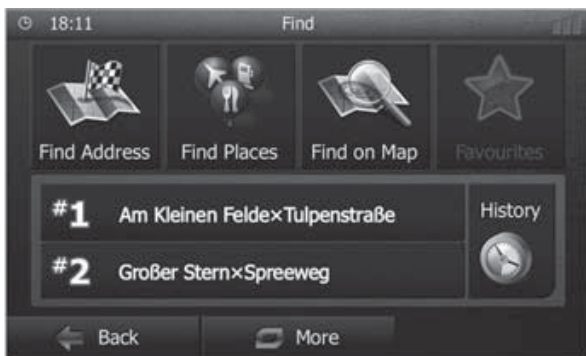 18:11 Find
Find Address Find Places Find on Map Favourites
#1 Am Kleinen Felde×Tulpenstraße History
#2 Großer Stern×Spreeweg
Back More